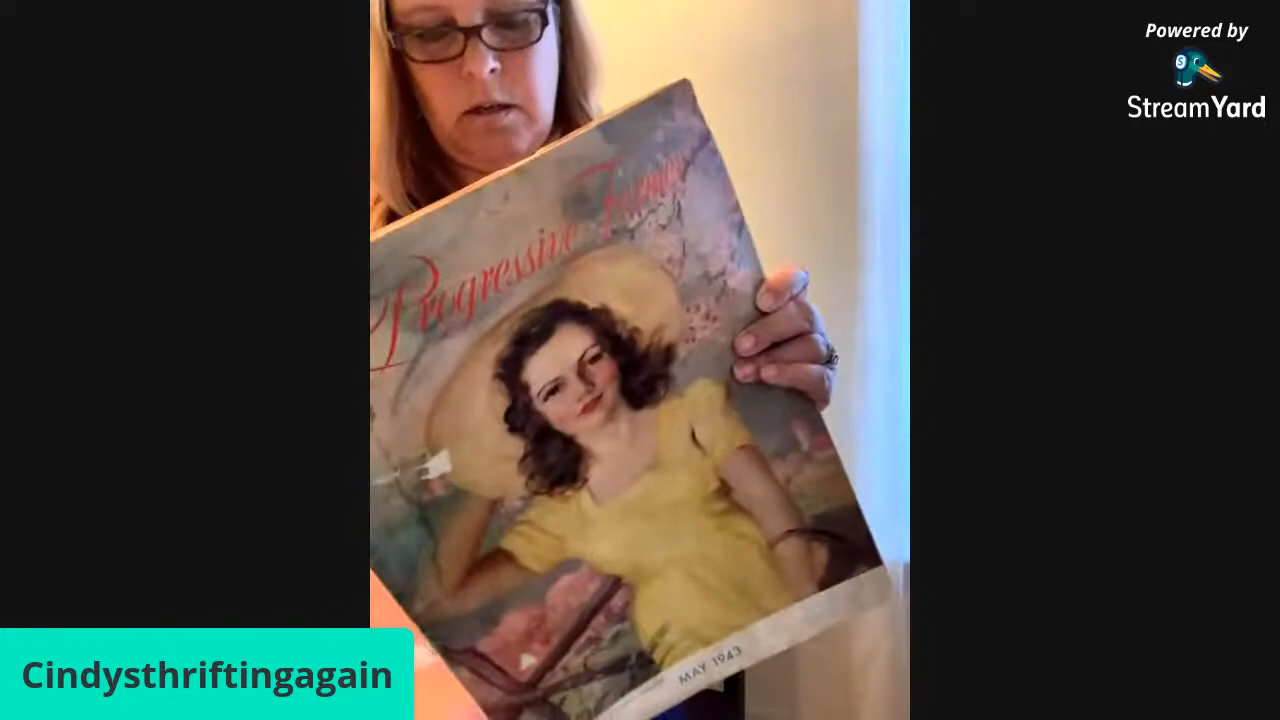 Powered by
StreamYard
Progressive Farmer
MAY 1943
Cindysthriftingagain